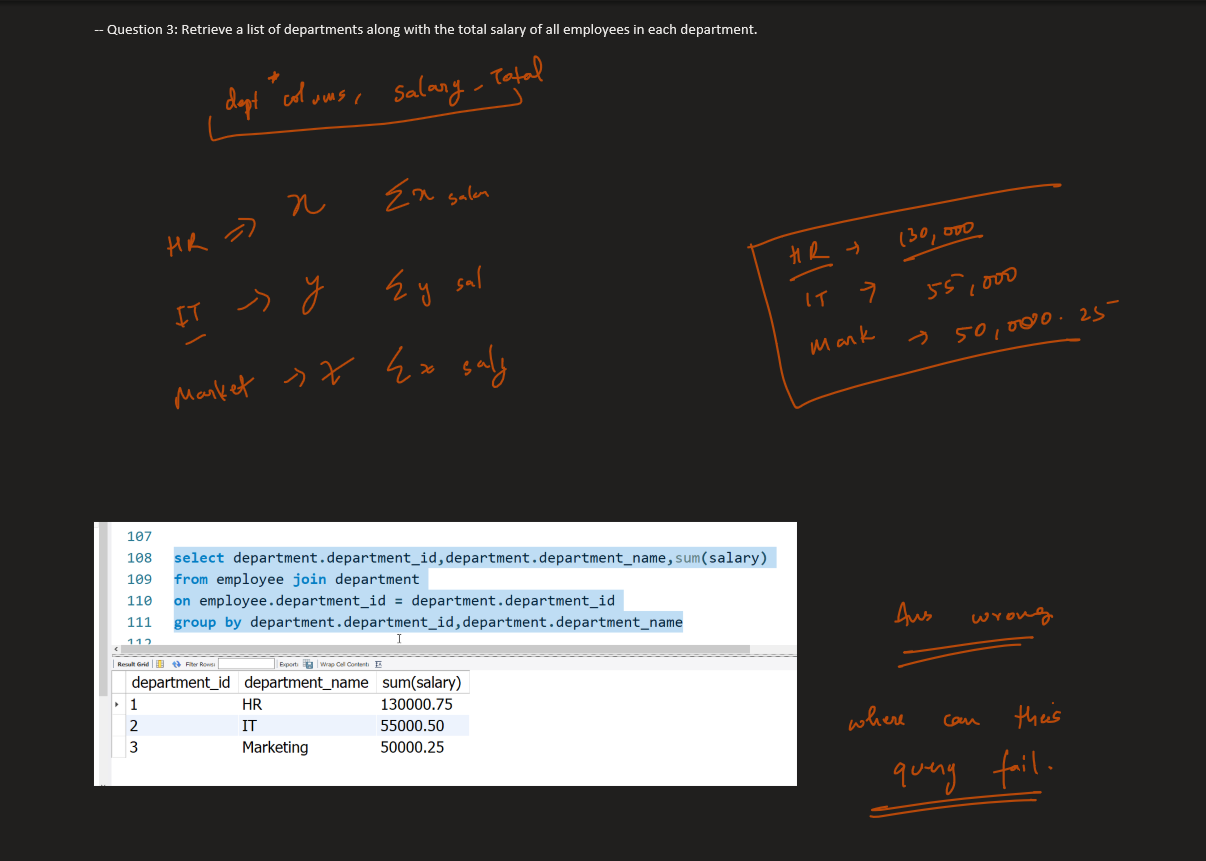 -- Question 3: Retrieve a list of departments along with the total salary of all employees in each department.
dept * colums, salary - Total
HR => x Σx salary
IT -> y Σy sal
Market -> z Σz saly
HR -> 130,000
IT -> 55,000
Mark -> 50,000.25
107
108 select department.department_id,department.department_name,sum(salary)
109 from employee join department
110 on employee.department_id = department.department_id
111 group by department.department_id,department.department_name
112
Result Grid Filter Rows: Export: Wrap Cell Content:
department_id department_name sum(salary)
1 HR 130000.75
2 IT 55000.50
3 Marketing 50000.25
Ans wrong
where can this
query fail.